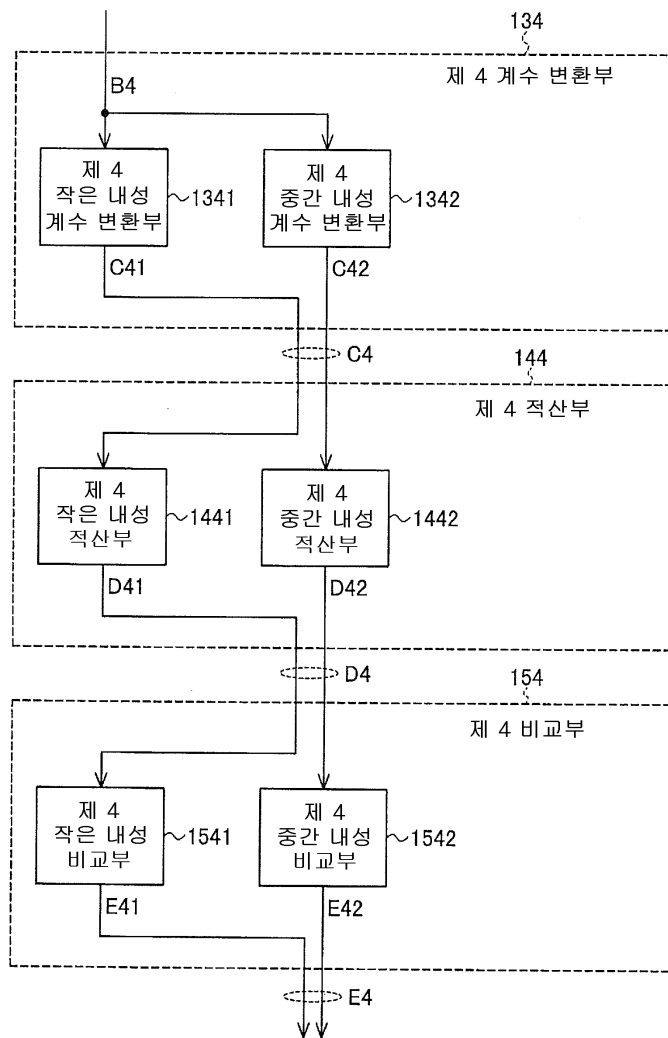 134
제 4 계수 변환부
B4
제 4
작은 내성
계수 변환부
1341
제 4
중간 내성
계수 변환부
1342
C41
C42
C4
144
제 4 적산부
제 4
작은 내성
적산부
1441
제 4
중간 내성
적산부
1442
D41
D42
D4
154
제 4 비교부
제 4
작은 내성
비교부
1541
제 4
중간 내성
비교부
1542
E41
E42
E4